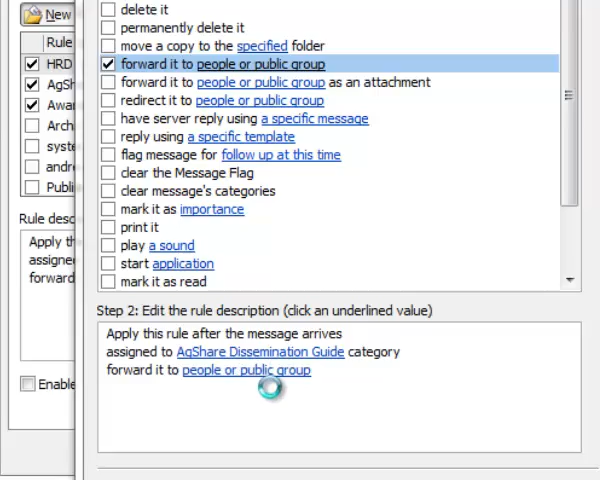 New
Rule
HRD
AgSha
Awar
Arch
syste
andre
Publi
Rule desc
Apply th
assigne
forward
Enable
delete it
permanently delete it
move a copy to the specified folder
forward it to people or public group
forward it to people or public group as an attachment
redirect it to people or public group
have server reply using a specific message
reply using a specific template
flag message for follow up at this time
clear the Message Flag
clear message's categories
mark it as importance
print it
play a sound
start application
mark it as read
Step 2: Edit the rule description (click an underlined value)
Apply this rule after the message arrives
assigned to AgShare Dissemination Guide category
forward it to people or public group